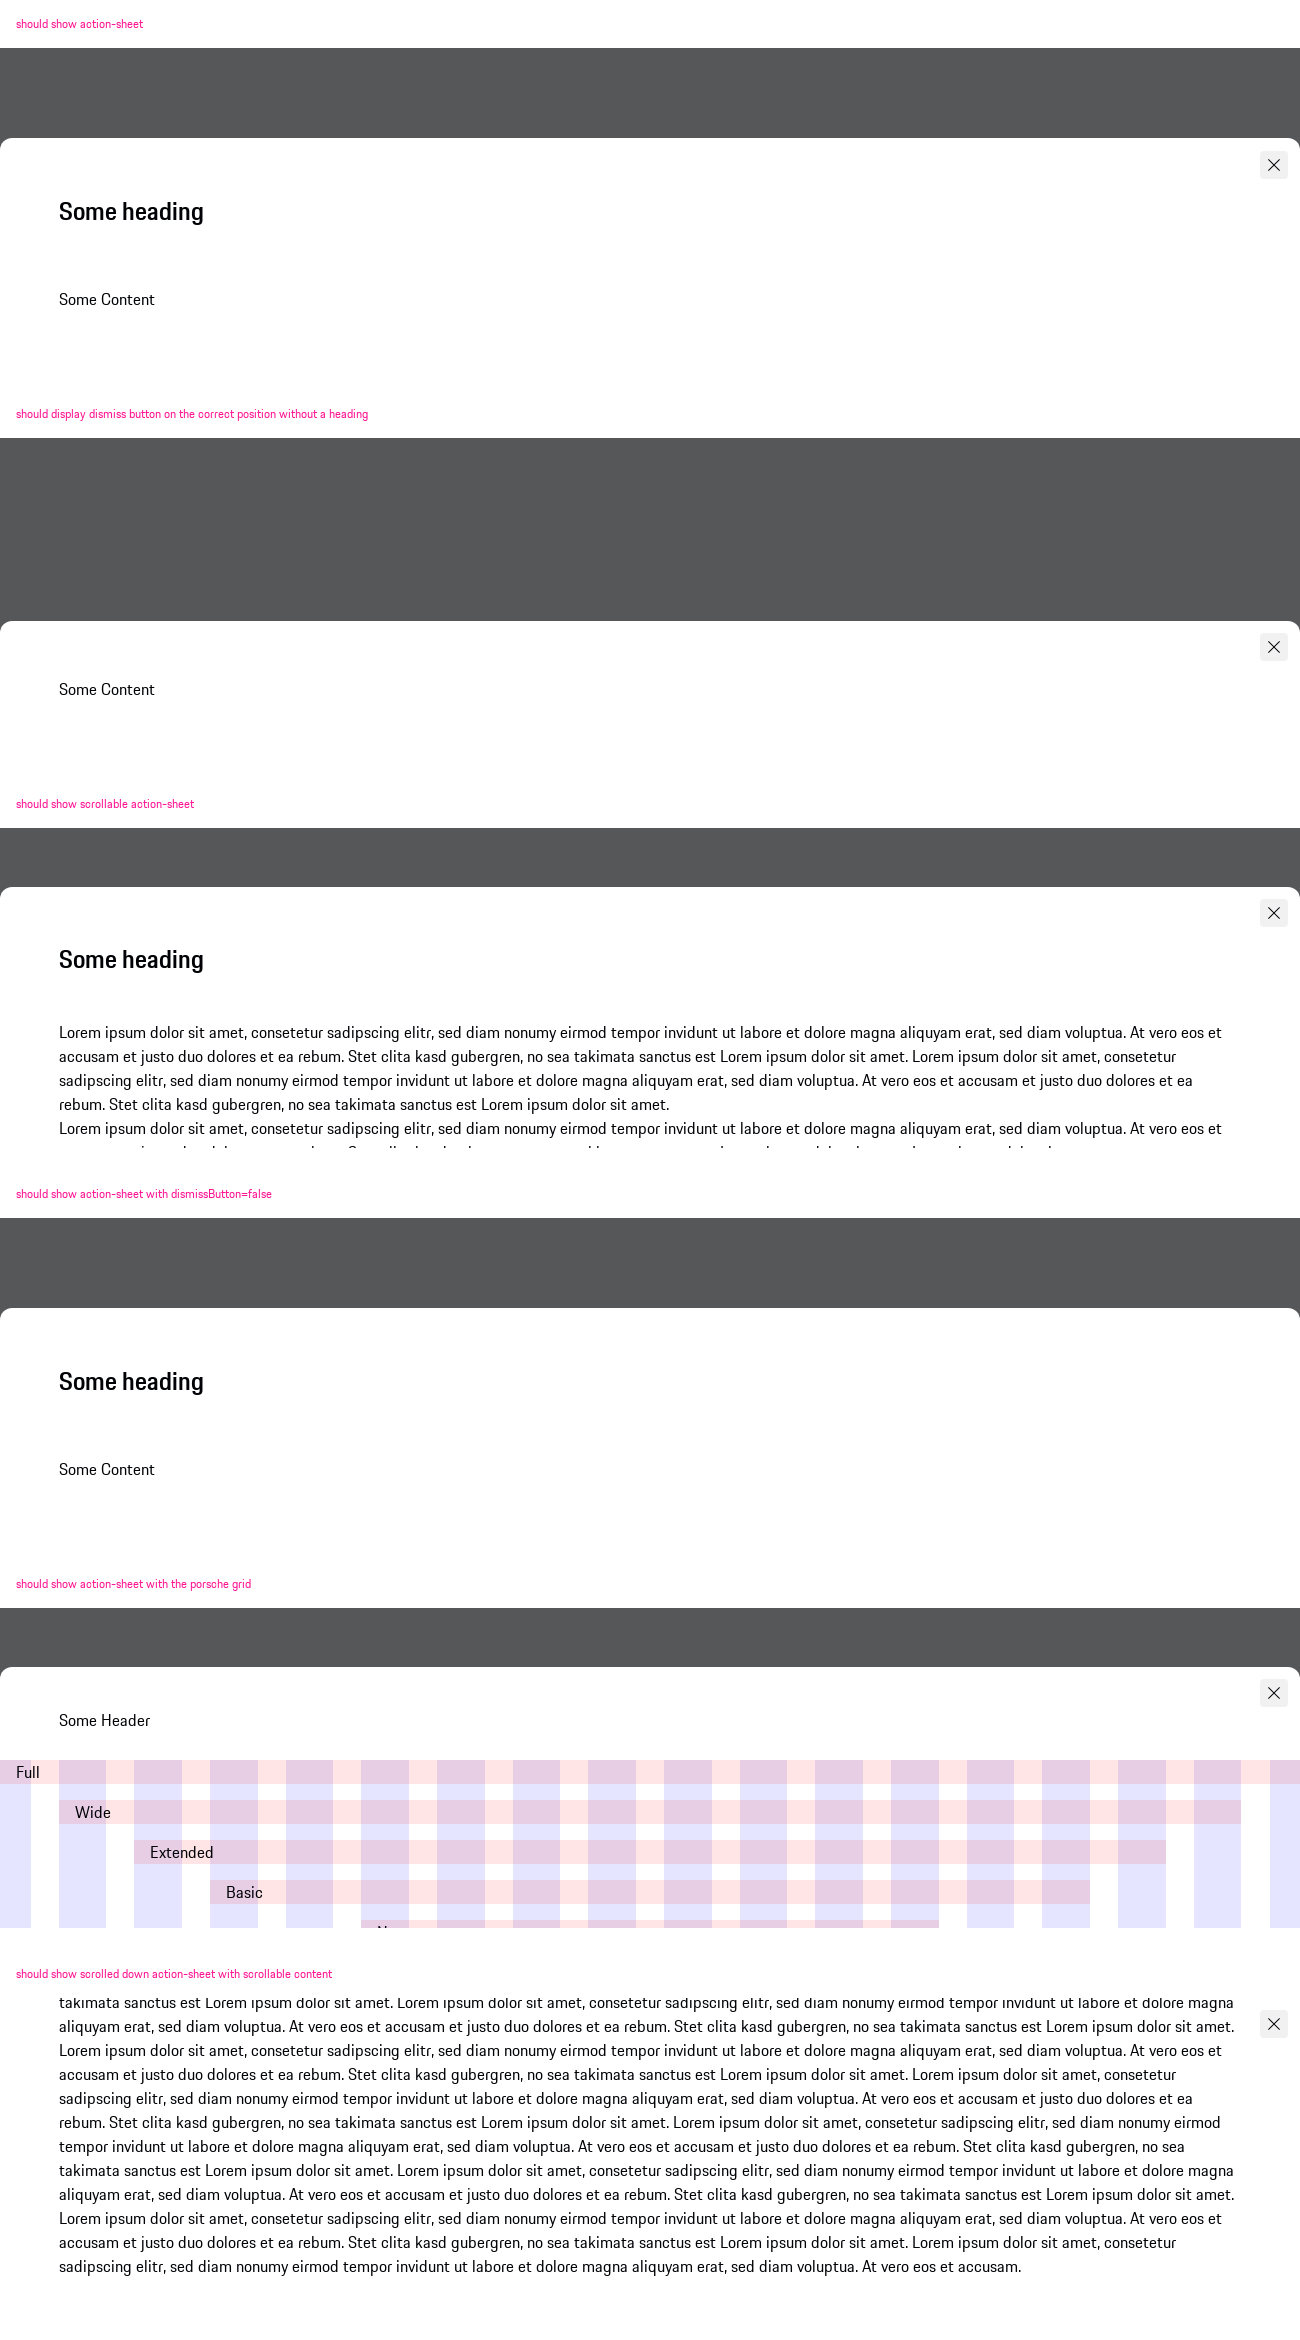 should show action-sheet
Some heading
Some Content
should display dismiss button on the correct position without a heading
Some Content
should show scrollable action-sheet
Some heading
Lorem ipsum dolor sit amet, consetetur sadipscing elitr, sed diam nonumy eirmod tempor invidunt ut labore et dolore magna aliquyam erat, sed diam voluptua. At vero eos et
accusam et justo duo dolores et ea rebum. Stet clita kasd gubergren, no sea takimata sanctus est Lorem ipsum dolor sit amet. Lorem ipsum dolor sit amet, consetetur
sadipscing elitr, sed diam nonumy eirmod tempor invidunt ut labore et dolore magna aliquyam erat, sed diam voluptua. At vero eos et accusam et justo duo dolores et ea
rebum. Stet clita kasd gubergren, no sea takimata sanctus est Lorem ipsum dolor sit amet.
Lorem ipsum dolor sit amet, consetetur sadipscing elitr, sed diam nonumy eirmod tempor invidunt ut labore et dolore magna aliquyam erat, sed diam voluptua. At vero eos et
should show action-sheet with dismissButton=false
Some heading
Some Content
should show action-sheet with the porsche grid
Some Header
Full
Wide
Extended
Basic
should show scrolled down action-sheet with scrollable content
takimata sanctus est Lorem ipsum dolor sit amet. Lorem ipsum dolor sit amet, consetetur sadipscing elitr, sed diam nonumy eirmod tempor invidunt ut labore et dolore magna
aliquyam erat, sed diam voluptua. At vero eos et accusam et justo duo dolores et ea rebum. Stet clita kasd gubergren, no sea takimata sanctus est Lorem ipsum dolor sit amet.
Lorem ipsum dolor sit amet, consetetur sadipscing elitr, sed diam nonumy eirmod tempor invidunt ut labore et dolore magna aliquyam erat, sed diam voluptua. At vero eos et
accusam et justo duo dolores et ea rebum. Stet clita kasd gubergren, no sea takimata sanctus est Lorem ipsum dolor sit amet. Lorem ipsum dolor sit amet, consetetur
sadipscing elitr, sed diam nonumy eirmod tempor invidunt ut labore et dolore magna aliquyam erat, sed diam voluptua. At vero eos et accusam et justo duo dolores et ea
rebum. Stet clita kasd gubergren, no sea takimata sanctus est Lorem ipsum dolor sit amet. Lorem ipsum dolor sit amet, consetetur sadipscing elitr, sed diam nonumy eirmod
tempor invidunt ut labore et dolore magna aliquyam erat, sed diam voluptua. At vero eos et accusam et justo duo dolores et ea rebum. Stet clita kasd gubergren, no sea
takimata sanctus est Lorem ipsum dolor sit amet. Lorem ipsum dolor sit amet, consetetur sadipscing elitr, sed diam nonumy eirmod tempor invidunt ut labore et dolore magna
aliquyam erat, sed diam voluptua. At vero eos et accusam et justo duo dolores et ea rebum. Stet clita kasd gubergren, no sea takimata sanctus est Lorem ipsum dolor sit amet.
Lorem ipsum dolor sit amet, consetetur sadipscing elitr, sed diam nonumy eirmod tempor invidunt ut labore et dolore magna aliquyam erat, sed diam voluptua. At vero eos et
accusam et justo duo dolores et ea rebum. Stet clita kasd gubergren, no sea takimata sanctus est Lorem ipsum dolor sit amet. Lorem ipsum dolor sit amet, consetetur
sadipscing elitr, sed diam nonumy eirmod tempor invidunt ut labore et dolore magna aliquyam erat, sed diam voluptua. At vero eos et accusam.